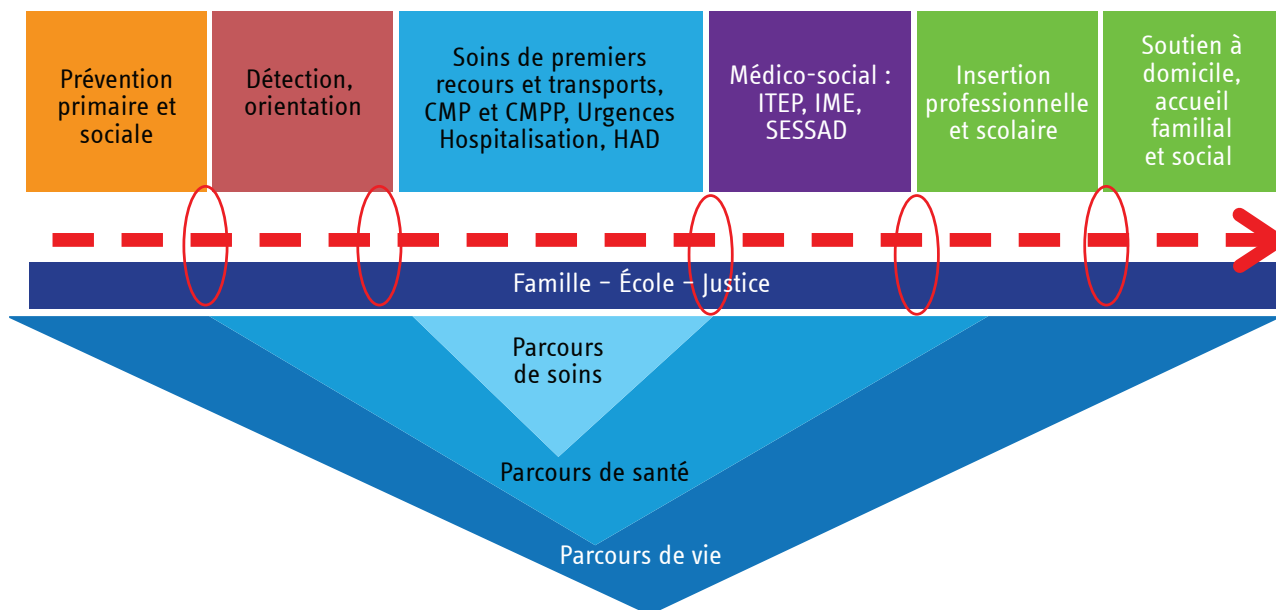 Prévention
primaire et
sociale
Détection,
orientation
Soins de premiers
recours et transports,
CMP et CMPP, Urgences
Hospitalisation, HAD
Médico-social :
ITEP, IME,
SESSAD
Insertion
professionnelle
et scolaire
Soutien à
domicile,
accueil
familial
et social
Famille – École – Justice
Parcours
de soins
Parcours de santé
Parcours de vie